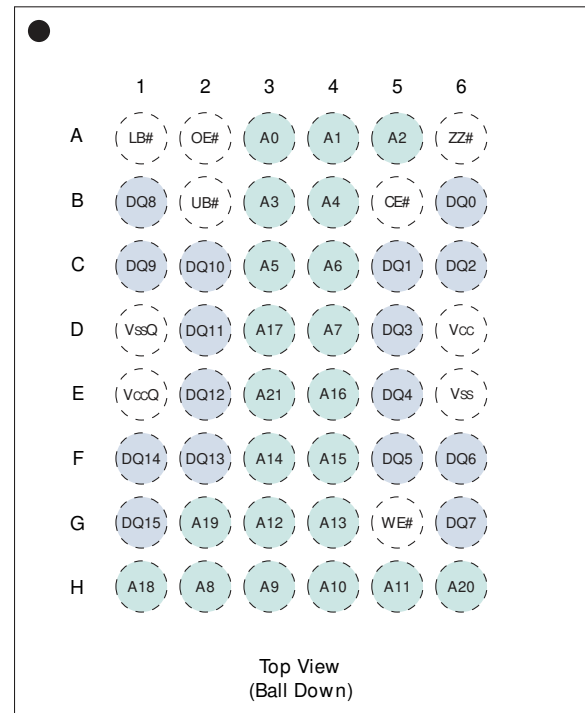 1 2 3 4 5 6
A LB# OE# A0 A1 A2 ZZ#
B DQ8 UB# A3 A4 CE# DQ0
C DQ9 DQ10 A5 A6 DQ1 DQ2
D VssQ DQ11 A17 A7 DQ3 Vcc
E VccQ DQ12 A21 A16 DQ4 Vss
F DQ14 DQ13 A14 A15 DQ5 DQ6
G DQ15 A19 A12 A13 WE# DQ7
H A18 A8 A9 A10 A11 A20
Top View
(Ball Down)